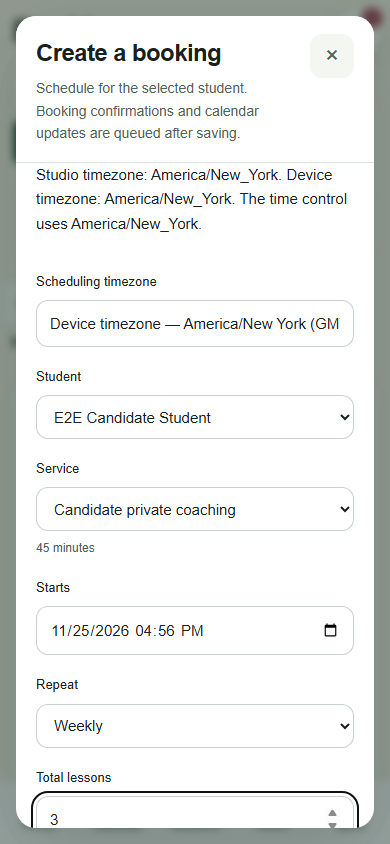 Create a booking
Schedule for the selected student.
Booking confirmations and calendar
updates are queued after saving.
Studio timezone: America/New_York. Device
timezone: America/New_York. The time control
uses America/New_York.
Scheduling timezone
Device timezone — America/New York (GM
Student
E2E Candidate Student
Service
Candidate private coaching
45 minutes
Starts
11/25/2026 04:56 PM
Repeat
Weekly
Total lessons
3